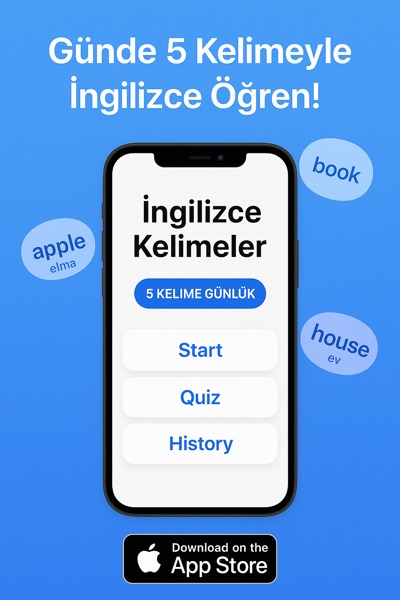 Günde 5 Kelimeyle
İngilizce Öğren!
book
apple
elma
İngilizce
Kelimeler
5 KELIME GÜNLÜK
house
ev
Start
Quiz
History
Download on the
App Store